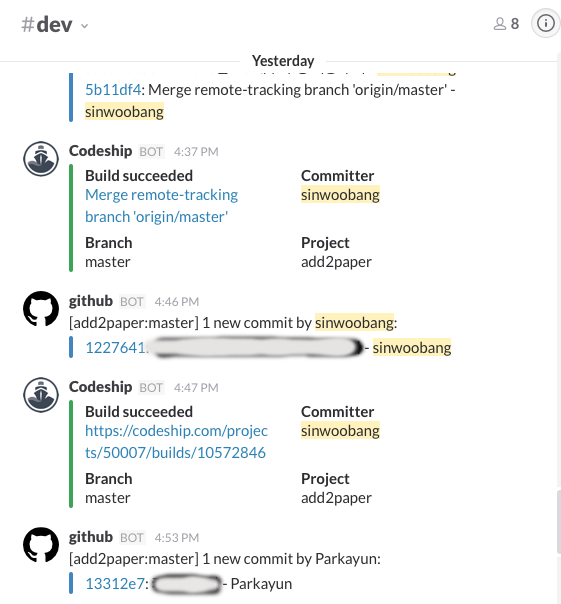 #dev
8
Yesterday
5b11df4: Merge remote-tracking branch 'origin/master' -
sinwoobang
Codeship BOT 4:37 PM
Build succeeded
Committer
Merge remote-tracking
branch 'origin/master'
sinwoobang
Branch
Project
master
add2paper
github BOT 4:46 PM
[add2paper:master] 1 new commit by sinwoobang:
1227641: - sinwoobang
Codeship BOT 4:47 PM
Build succeeded
Committer
https://codeship.com/projec
ts/50007/builds/10572846
sinwoobang
Branch
Project
master
add2paper
github BOT 4:53 PM
[add2paper:master] 1 new commit by Parkayun:
13312e7: - Parkayun